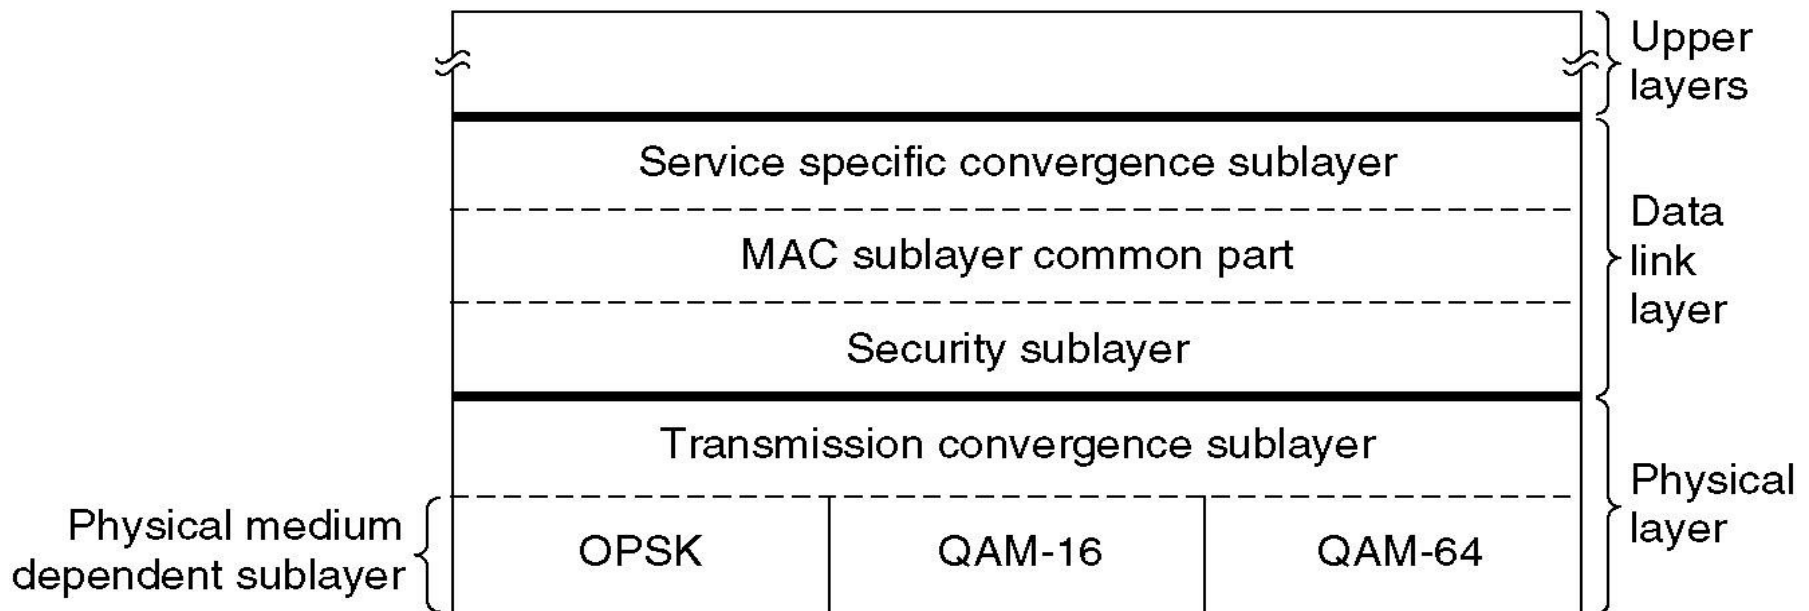 Upper
layers
Service specific convergence sublayer
MAC sublayer common part
Security sublayer
Data
link
layer
Transmission convergence sublayer
Physical
layer
Physical medium
dependent sublayer
OPSK
QAM-16
QAM-64